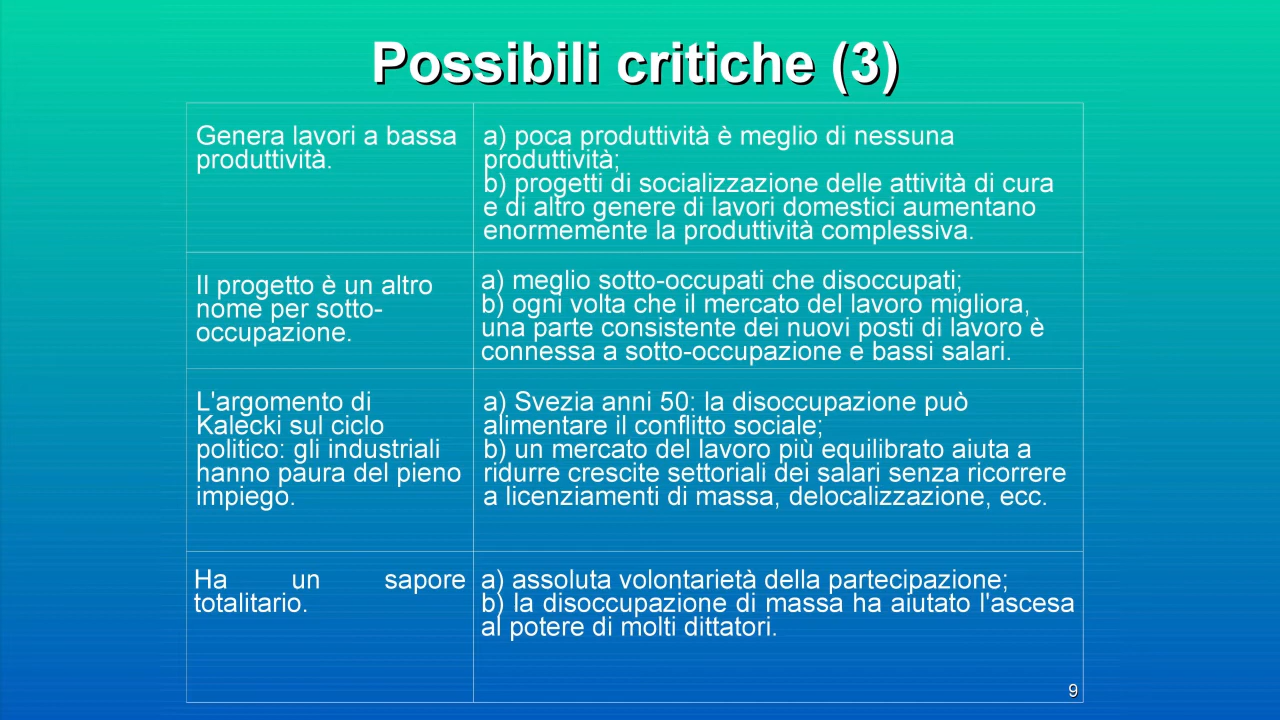 Possibili critiche (3)
Genera lavori a bassa
produttività.
a) poca produttività è meglio di nessuna
produttività;
b) progetti di socializzazione delle attività di cura
e di altro genere di lavori domestici aumentano
enormemente la produttività complessiva.
Il progetto è un altro
nome per sotto-
occupazione.
a) meglio sotto-occupati che disoccupati;
b) ogni volta che il mercato del lavoro migliora,
una parte consistente dei nuovi posti di lavoro è
connessa a sotto-occupazione e bassi salari.
L'argomento di
Kalecki sul ciclo
politico: gli industriali
hanno paura del pieno
impiego.
a) Svezia anni 50: la disoccupazione può
alimentare il conflitto sociale;
b) un mercato del lavoro più equilibrato aiuta a
ridurre crescite settoriali dei salari senza ricorrere
a licenziamenti di massa, delocalizzazione, ecc.
Ha un sapore
totalitario.
a) assoluta volontarietà della partecipazione;
b) la disoccupazione di massa ha aiutato l'ascesa
al potere di molti dittatori.
9